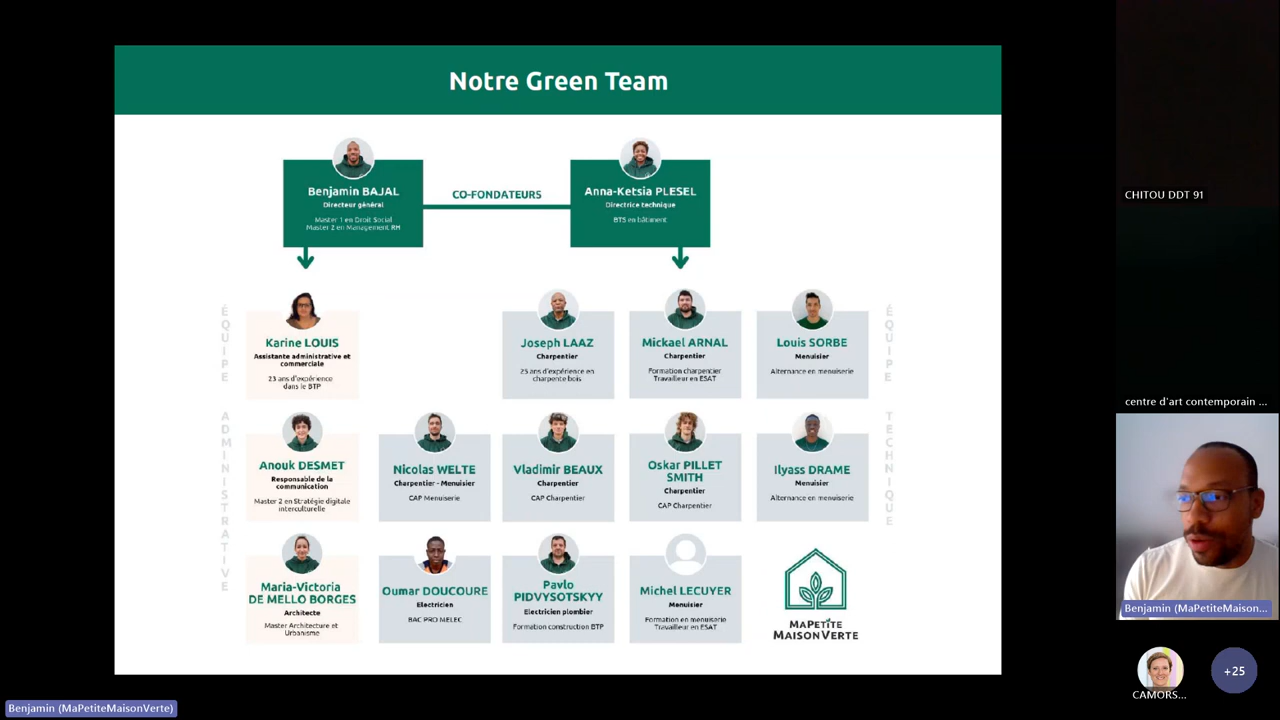 Notre Green Team
Benjamin BAJAL
Directeur général
Master 1 en Droit Social
Master 2 en Management RH
CO-FONDATEURS
Anna-Ketsia PLESEL
Directrice technique
BTS en bâtiment
ÉQUIPE
ADMINISTRATIVE
Karine LOUIS
Assistante administrative et
commerciale
23 ans d'expérience
dans le BTP
Joseph LAAZ
Charpentier
25 ans d'expérience en
charpente bois
Mickael ARNAL
Charpentier
Formation charpentier
Travailleur en ESAT
Louis SORBE
Menuisier
Alternance en menuiserie
ÉQUIPE
TECHNIQUE
Anouk DESMET
Responsable de la
communication
Master 2 en Stratégie digitale
interculturelle
Nicolas WELTE
Charpentier - Menuisier
CAP Menuiserie
Vladimir BEAUX
Charpentier
CAP Charpentier
Oskar PILLET
SMITH
Charpentier
CAP Charpentier
Ilyass DRAME
Menuisier
Alternance en menuiserie
Maria-Victoria
DE MELLO BORGES
Architecte
Master Architecture et
Urbanisme
Oumar DOUCOURE
Electricien
BAC PRO MELEC
Pavlo
PIDVYSOTSKYY
Electricien plombier
Formation construction BTP
Michel LECUYER
Menuisier
Formation en menuiserie
Travailleur en ESAT
MAPETITE
MAISONVERTE
CHITOU DDT 91
centre d'art contemporain ...
Benjamin (MaPetiteMaison...
CAMORS...
+25
Benjamin (MaPetiteMaisonVerte)